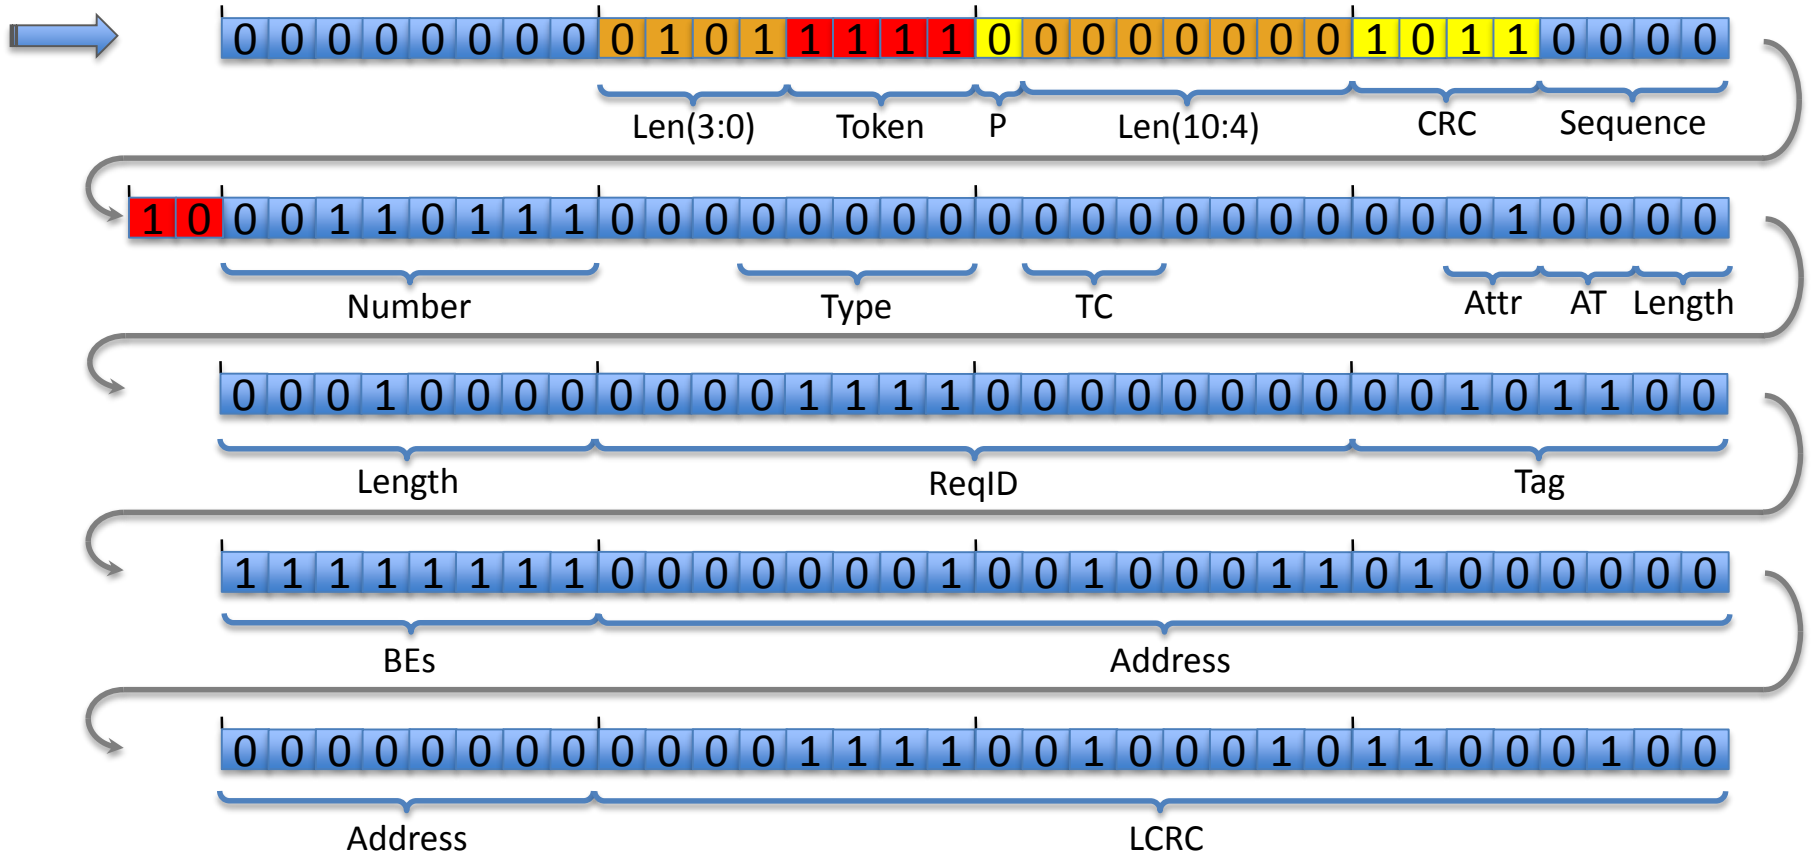 0 0 0 0 0 0 0 0 0 1 0 1 1 1 1 1 0 0 0 0 0 0 0 0 1 0 1 1 0 0 0 0
Len(3:0) Token P Len(10:4) CRC Sequence
1 0 0 0 1 1 0 1 1 1 0 0 0 0 0 0 0 0 0 0 0 0 0 0 0 0 0 0 0 1 0 0 0 0
Number Type TC Attr AT Length
0 0 0 1 0 0 0 0 0 0 0 0 1 1 1 1 0 0 0 0 0 0 0 0 0 0 1 0 1 1 0 0
Length ReqID Tag
1 1 1 1 1 1 1 1 0 0 0 0 0 0 0 1 0 0 1 0 0 0 1 1 0 1 0 0 0 0 0 0
BEs Address
0 0 0 0 0 0 0 0 0 0 0 0 1 1 1 1 0 0 1 0 0 0 1 0 1 1 0 0 0 1 0 0
Address LCRC